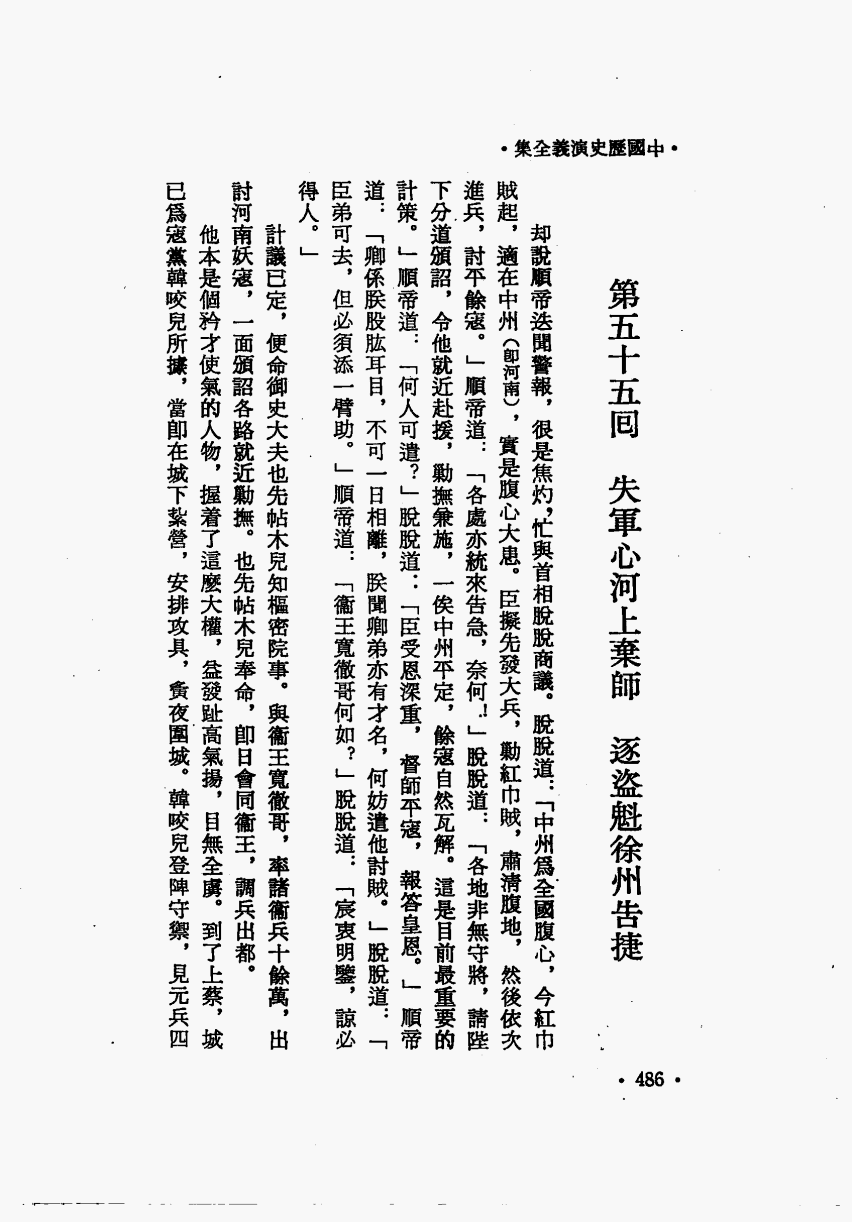 ·中國歷史演義全集·
第五十五回　失軍心河上棄師　逐盜魁徐州告捷
却說順帝迭聞警報，很是焦灼，忙與首相脫脫商議。脫脫道：「中州爲全國腹心，今紅巾
賊起，適在中州（卽河南），實是腹心大患。臣擬先發大兵，勦紅巾賊，肅清腹地，然後依次
進兵，討平餘寇。」順帝道：「各處亦統來告急，奈何！」脫脫道：「各地非無守將，請陛
下分道頒詔，令他就近赴援，勦撫兼施，一俟中州平定，餘寇自然瓦解。這是目前最重要的
計策。」順帝道：「何人可遣？」脫脫道：「臣受恩深重，督師平寇，報答皇恩。」順帝
道：「卿係朕股肱耳目，不可一日相離，朕聞卿弟亦有才名，何妨遣他討賊。」脫脫道：「
臣弟可去，但必須添一臂助。」順帝道：「衞王寬徹哥何如？」脫脫道：「宸衷明鑒，諒必
得人。」
計議已定，便命御史大夫也先帖木兒知樞密院事。與衞王寬徹哥，率諸衞兵十餘萬，出
討河南妖寇，一面頒詔各路就近勦撫。也先帖木兒奉命，卽日會同衞王，調兵出都。
他本是個矜才使氣的人物，握着了這麼大權，益發趾高氣揚，目無全虜。到了上蔡，城
已爲寇黨韓咬兒所據，當卽在城下紮營，安排攻具，夤夜圍城。韓咬兒登陴守禦，見元兵四
·486·